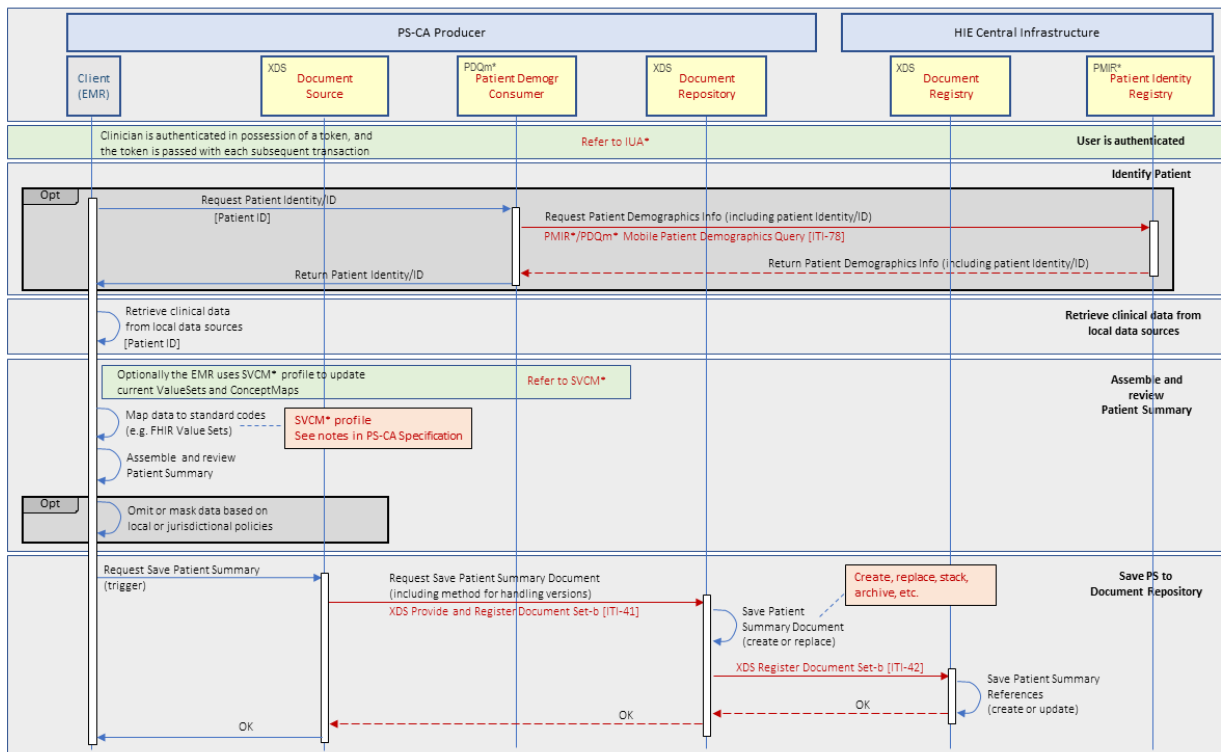 PS-CA Producer
HIE Central Infrastructure
Client
(EMR)
XDS
Document
Source
PDQm*
Patient Demogr
Consumer
XDS
Document
Repository
XDS
Document
Registry
PMIR*
Patient Identity
Registry
Clinician is authenticated in possession of a token, and
the token is passed with each subsequent transaction
Refer to IUA*
User is authenticated
Identify Patient
Opt
Request Patient Identity/ID
[Patient ID]
Request Patient Demographics Info (including patient Identity/ID)
PMIR*/PDQm* Mobile Patient Demographics Query [ITI-78]
Return Patient Demographics Info (including patient Identity/ID)
Return Patient Identity/ID
Retrieve clinical data
from local data sources
[Patient ID]
Retrieve clinical data from
local data sources
Optionally the EMR uses SVCM* profile to update
current ValueSets and ConceptMaps
Refer to SVCM*
Assemble and
review
Patient Summary
Map data to standard codes
(e.g. FHIR Value Sets)
SVCM* profile
See notes in PS-CA Specification
Assemble and review
Patient Summary
Opt
Omit or mask data based on
local or jurisdictional policies
Request Save Patient Summary
(trigger)
Request Save Patient Summary Document
(including method for handling versions)
XDS Provide and Register Document Set-b [ITI-41]
Create, replace, stack,
archive, etc.
Save PS to
Document Repository
Save Patient
Summary Document
(create or replace)
XDS Register Document Set-b [ITI-42]
Save Patient Summary
References
(create or update)
OK
OK
OK